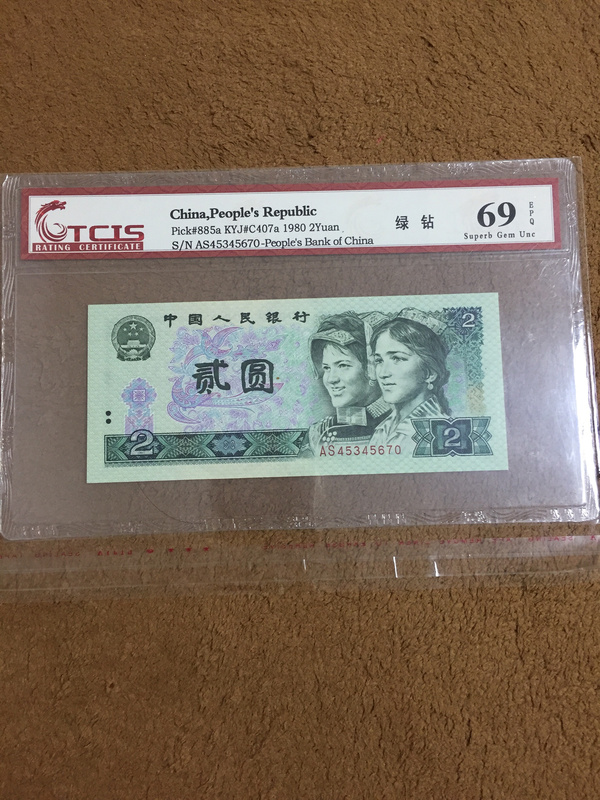 TCIS
RATING CERTIFICATE
China,People's Republic
Pick#885a KYJ#C407a 1980 2Yuan
S/N AS45345670-People's Bank of China
绿 钻
69
EPQ
Superb Gem Unc
中国人民银行
2
贰圆
2
AS45345670
2